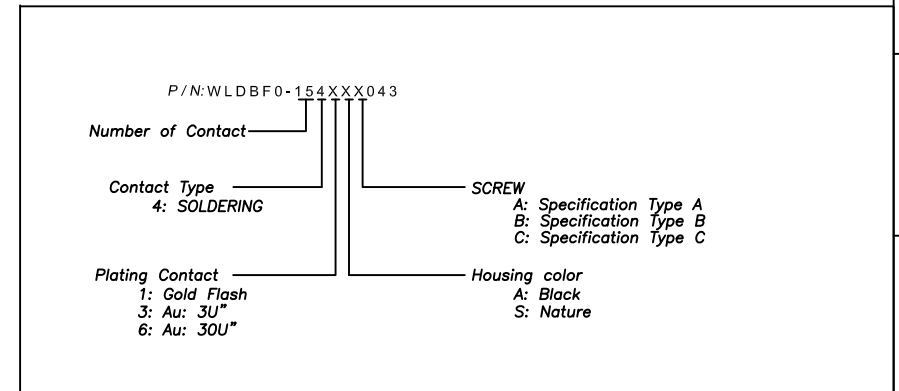 P/N:WLDBF0-154XXX043
Number of Contact
Contact Type
4: SOLDERING
Plating Contact
1: Gold Flash
3: Au: 3U"
6: Au: 30U"
SCREW
A: Specification Type A
B: Specification Type B
C: Specification Type C
Housing color
A: Black
S: Nature